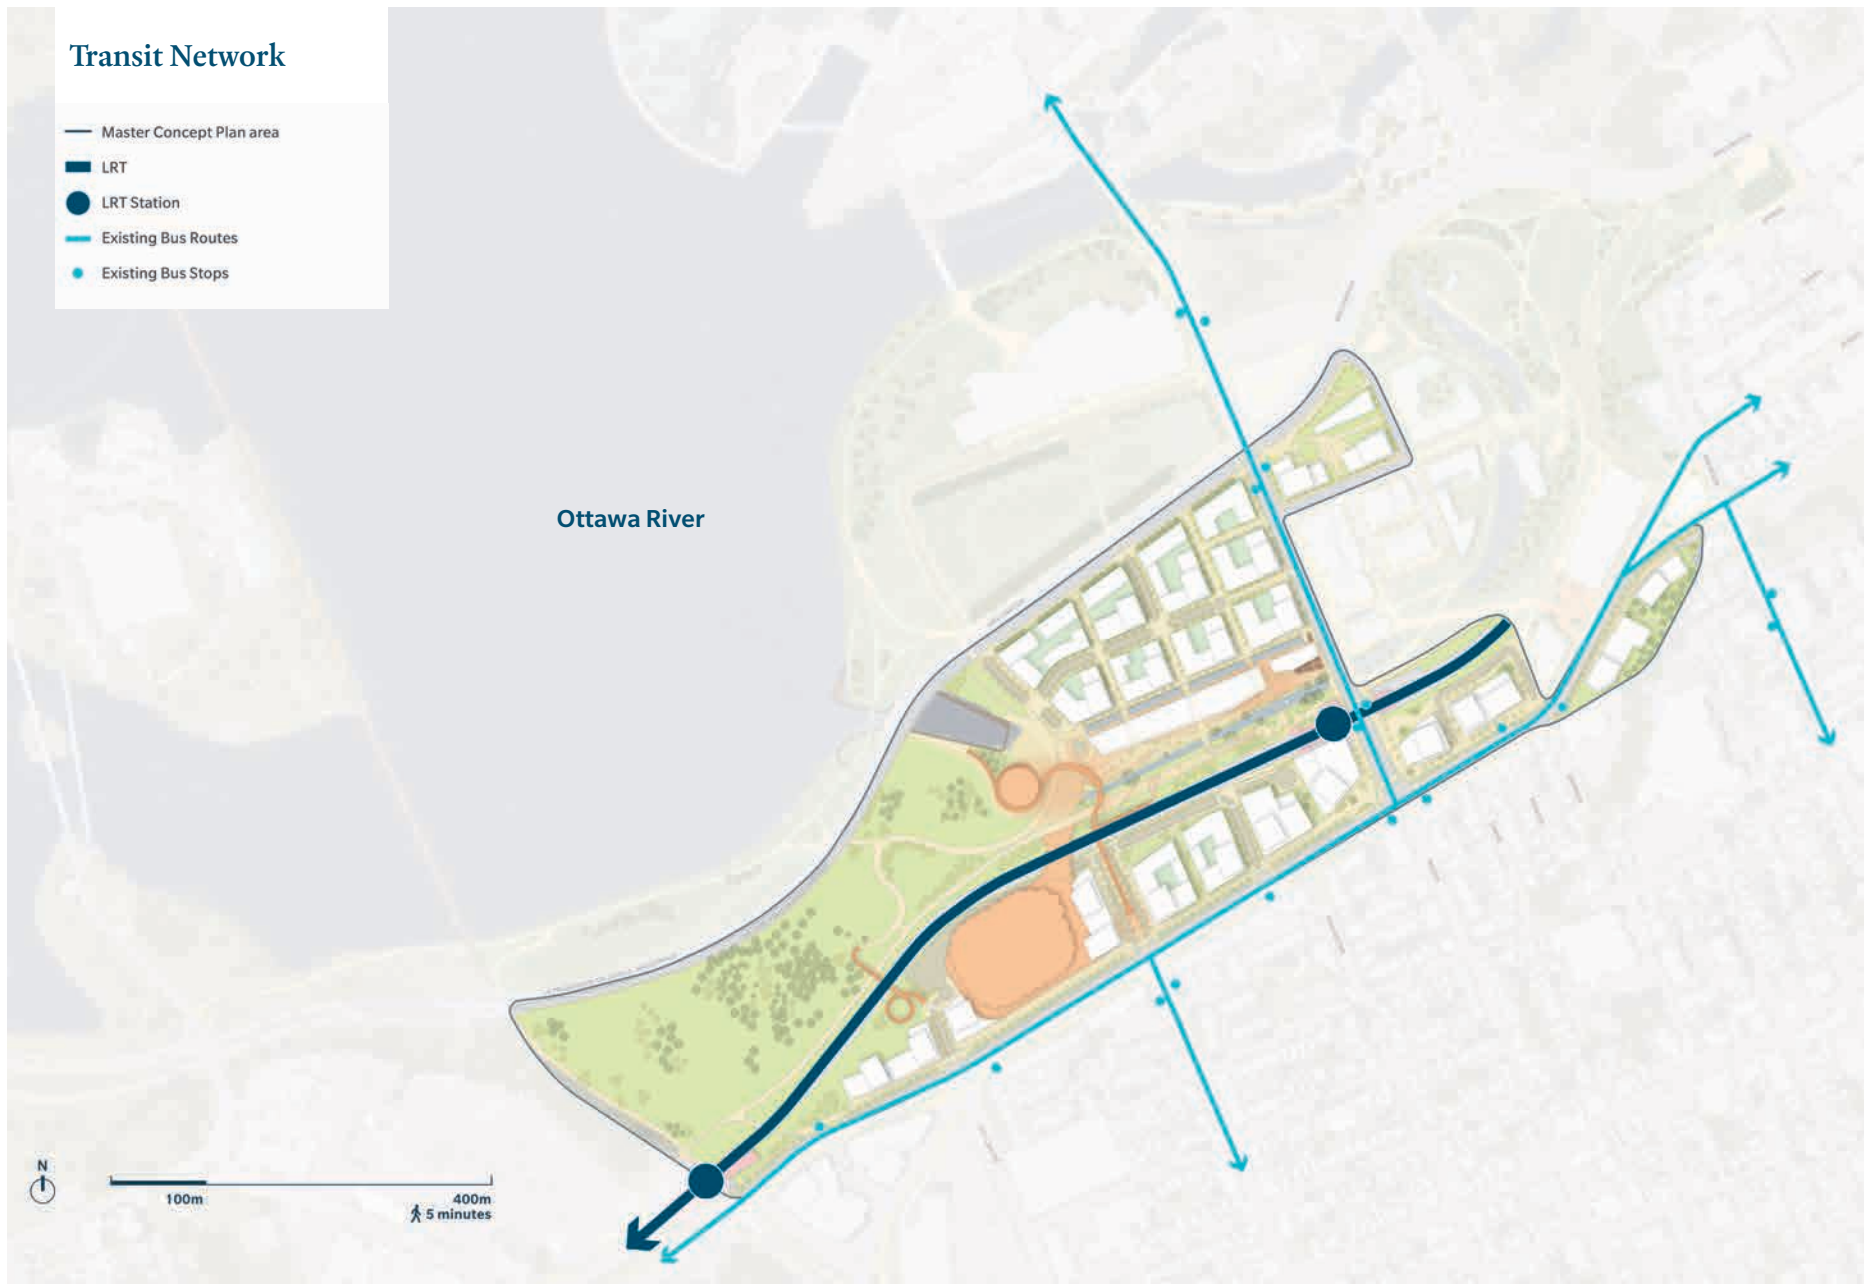 Transit Network
Master Concept Plan area
LRT
LRT Station
Existing Bus Routes
Existing Bus Stops
Ottawa River
N
100m
400m
5 minutes